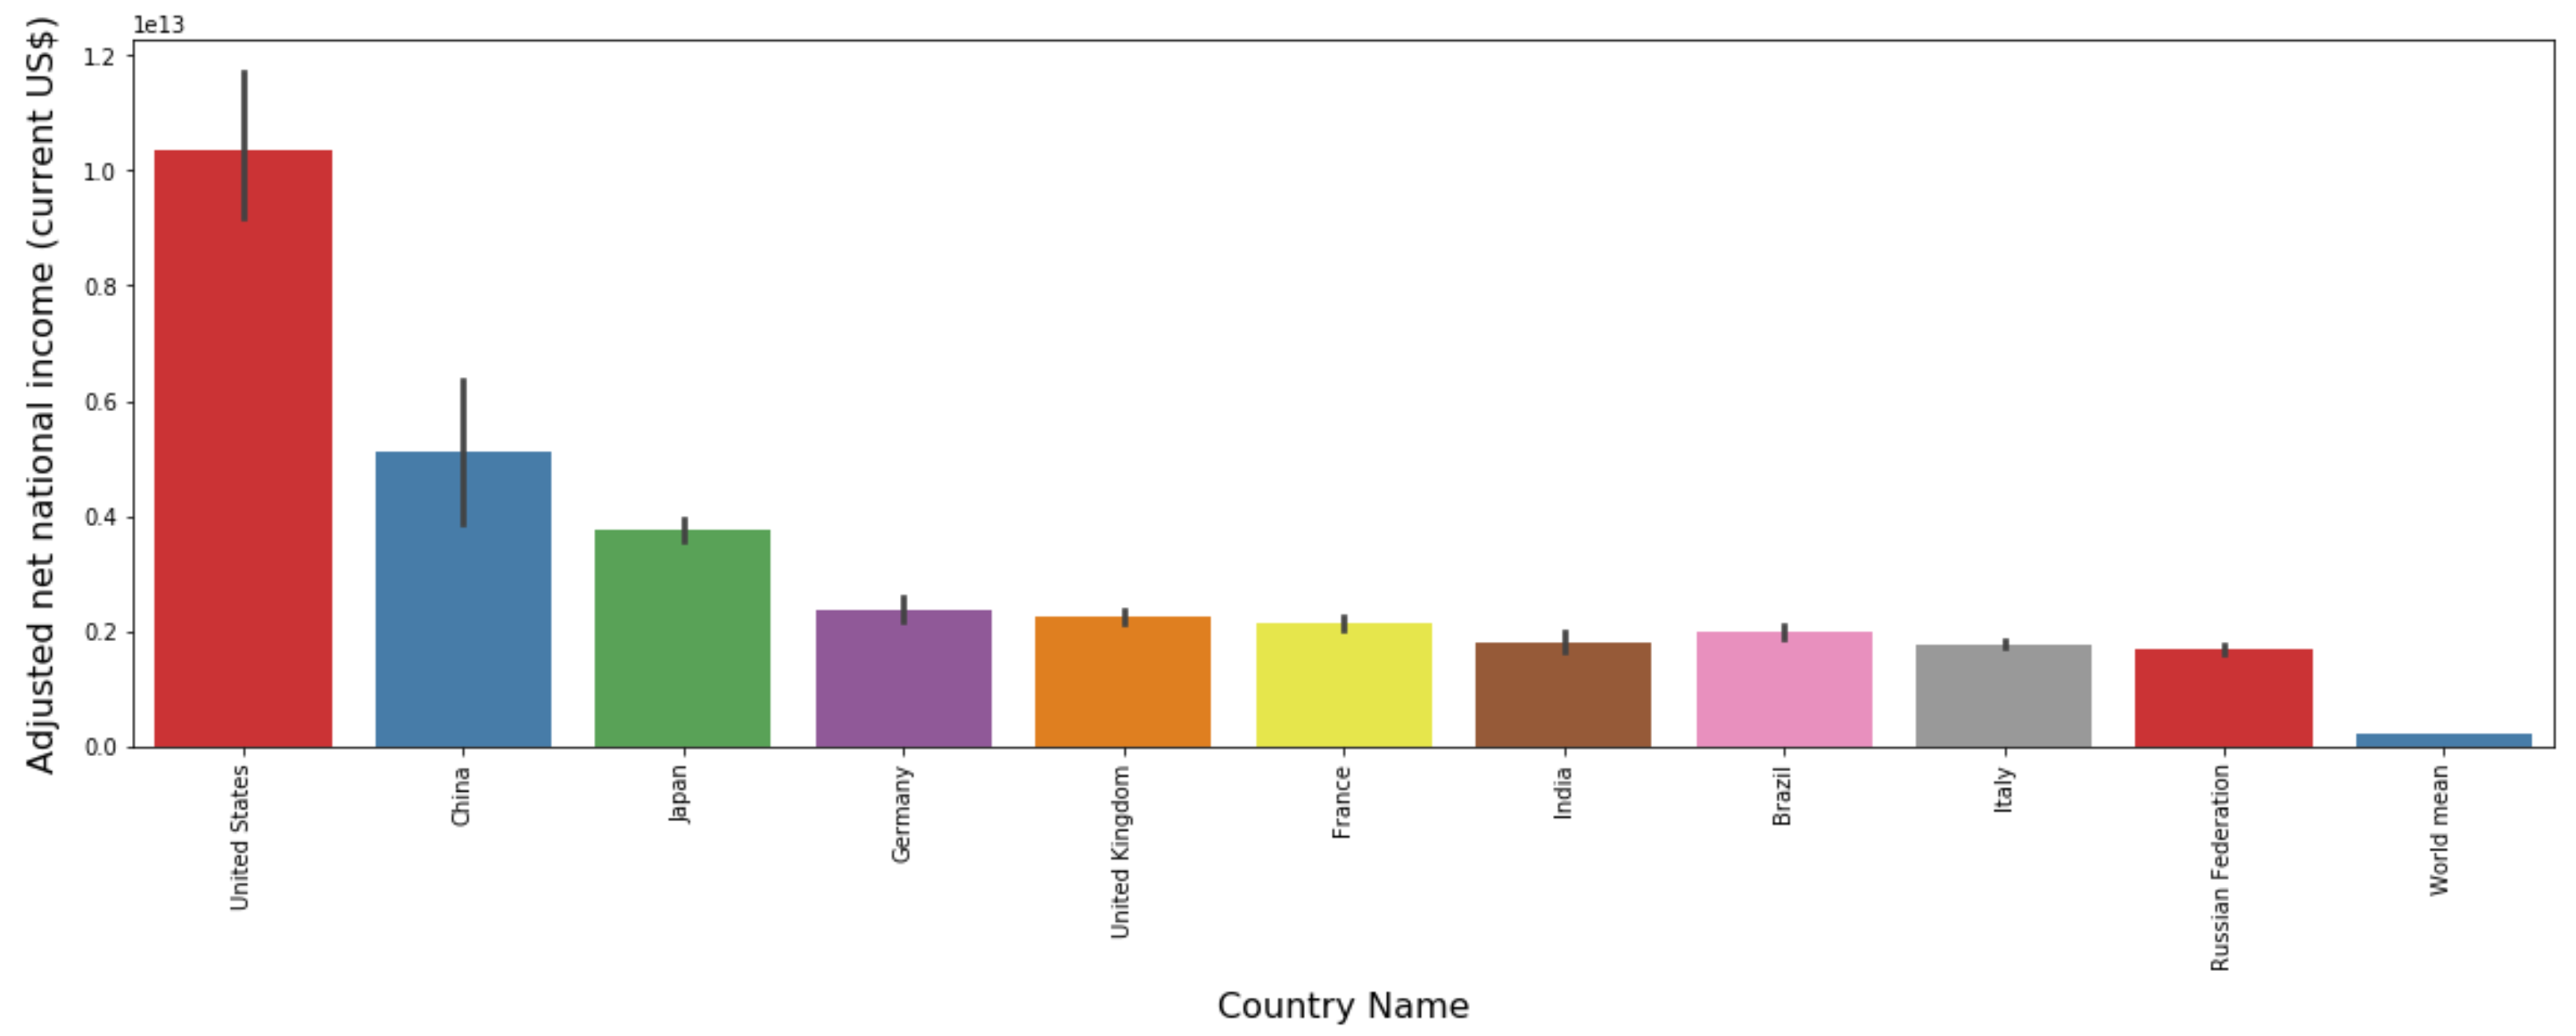 1e13
Adjusted net national income (current US$)
1.2
1.0
0.8
0.6
0.4
0.2
0.0
United States
China
Japan
Germany
United Kingdom
France
India
Brazil
Italy
Russian Federation
World mean
Country Name